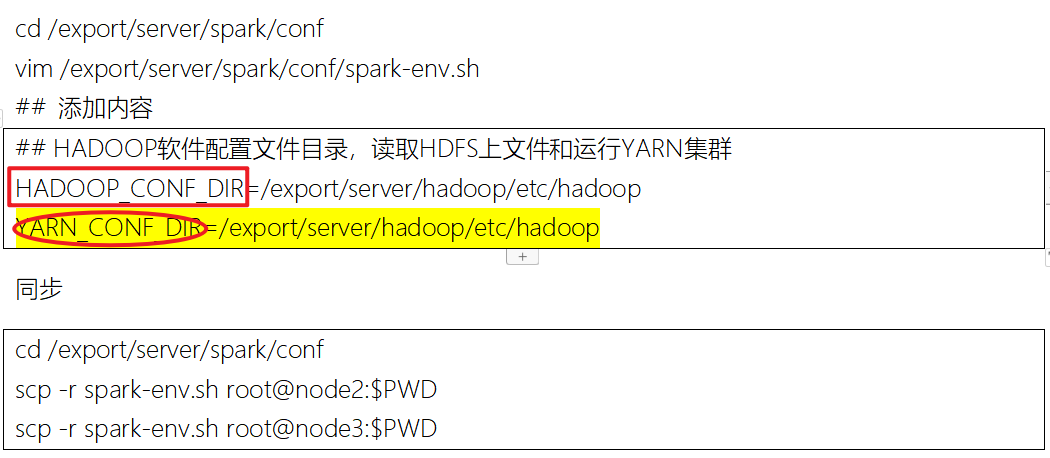 cd /export/server/spark/conf
vim /export/server/spark/conf/spark-env.sh
## 添加内容
## HADOOP软件配置文件目录，读取HDFS上文件和运行YARN集群
HADOOP_CONF_DIR=/export/server/hadoop/etc/hadoop
YARN_CONF_DIR=/export/server/hadoop/etc/hadoop
同步
cd /export/server/spark/conf
scp -r spark-env.sh root@node2:$PWD
scp -r spark-env.sh root@node3:$PWD